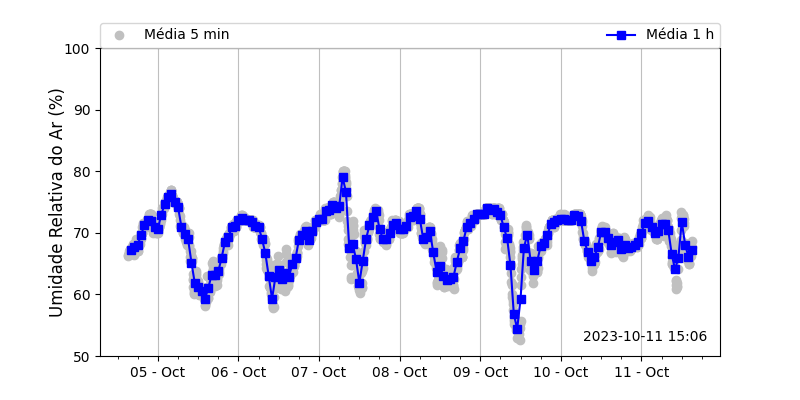 Média 5 min
Média 1 h
Umidade Relativa do Ar (%)
100
90
80
70
60
50
2023-10-11 15:06
05 - Oct
06 - Oct
07 - Oct
08 - Oct
09 - Oct
10 - Oct
11 - Oct